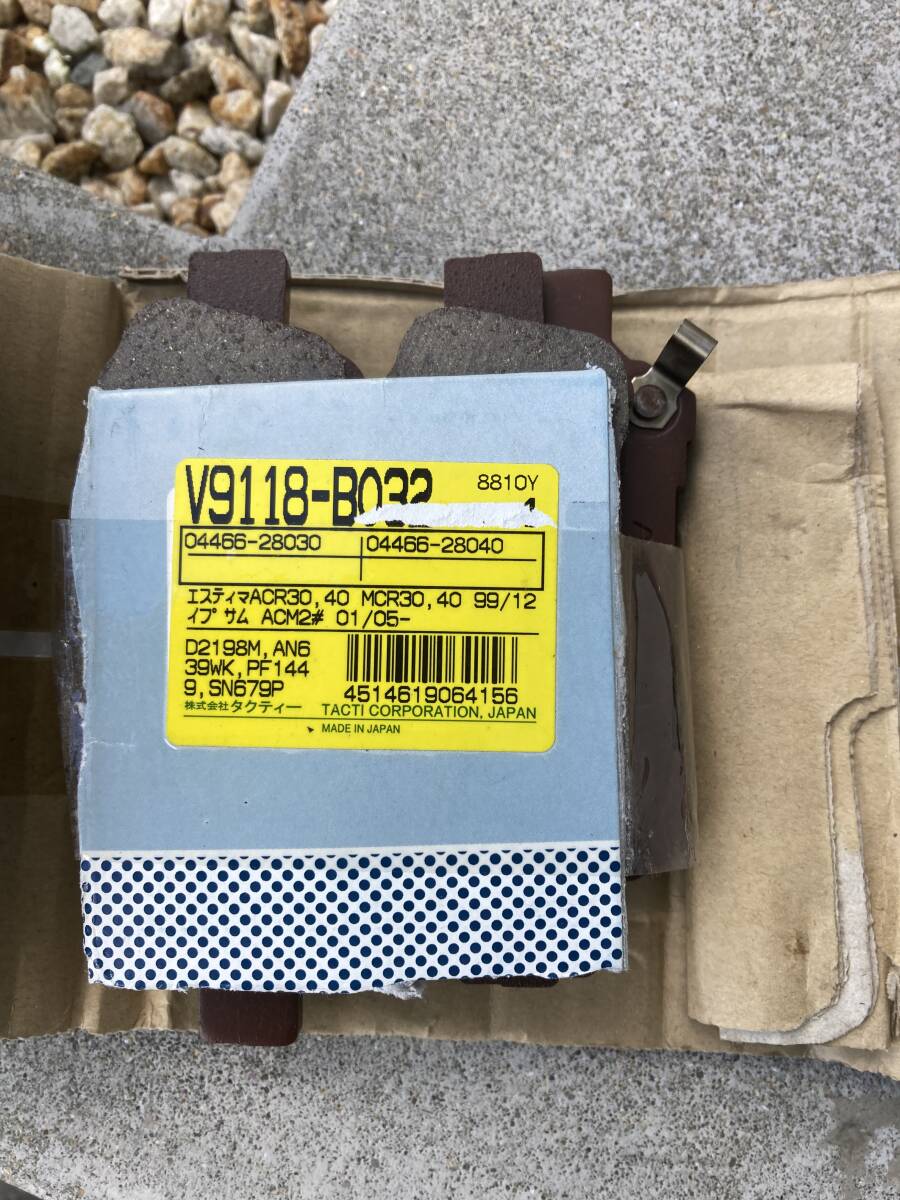 V9118-B032 8810Y
1
04466-28030 04466-28040
エスティマACR30,40 MCR30,40 99/12
イプサム ACM2# 01/05-
D2198M,AN6
39WK,PF144
9,SN679P
4514619064156
株式会社タクティー TACTI CORPORATION, JAPAN
MADE IN JAPAN